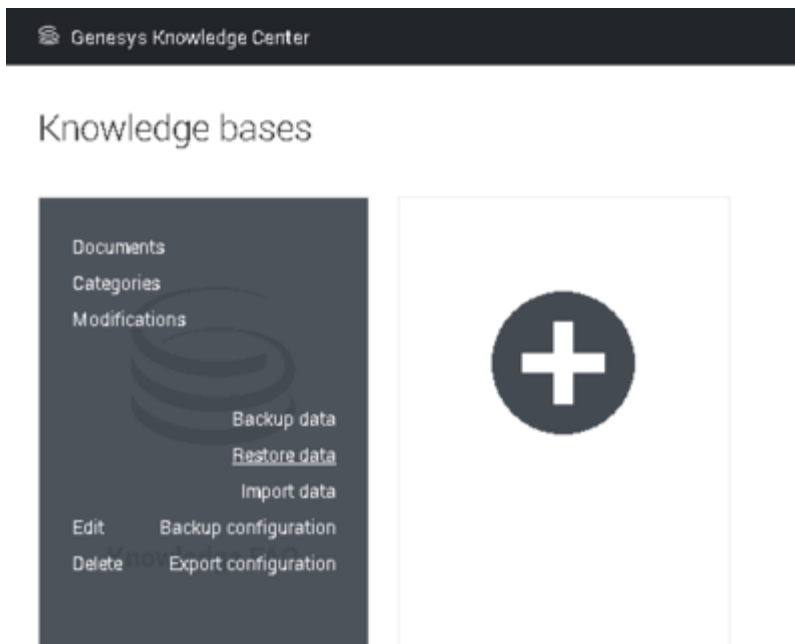 Genesys Knowledge Center
Knowledge bases
Documents
Categories
Modifications
Backup data
Restore data
Import data
Edit Backup configuration
Delete Export configuration